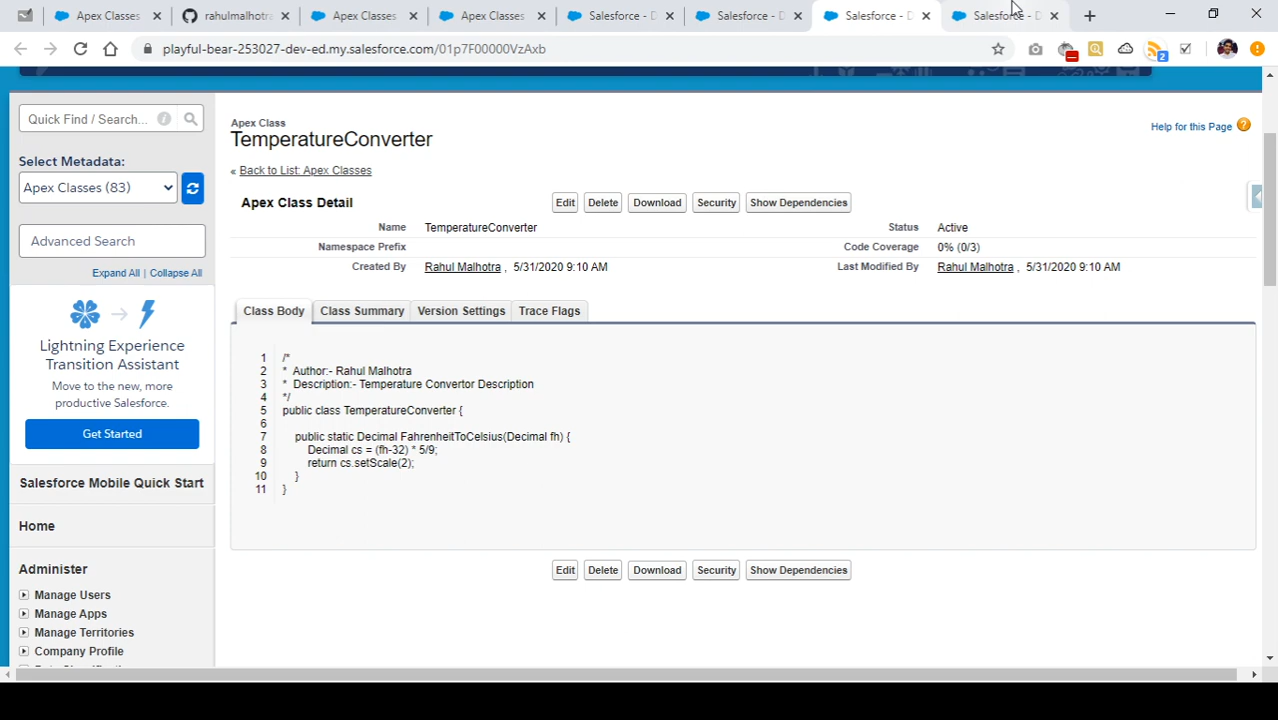 Apex Classes
rahulmalhotra
Apex Classes
Apex Classes
Salesforce - D
Salesforce - D
Salesforce - D
Salesforce - D
playful-bear-253027-dev-ed.my.salesforce.com/01p7F00000VzAxb
2
Quick Find / Search...
Select Metadata:
Apex Classes (83)
Advanced Search
Expand All | Collapse All
Lightning Experience
Transition Assistant
Move to the new, more
productive Salesforce.
Get Started
Salesforce Mobile Quick Start
Home
Administer
Manage Users
Manage Apps
Manage Territories
Company Profile
Apex Class
TemperatureConverter
Help for this Page
« Back to List: Apex Classes
Apex Class Detail
Edit Delete Download Security Show Dependencies
Name TemperatureConverter Status Active
Namespace Prefix Code Coverage 0% (0/3)
Created By Rahul Malhotra , 5/31/2020 9:10 AM Last Modified By Rahul Malhotra , 5/31/2020 9:10 AM
Class Body Class Summary Version Settings Trace Flags
1 /*
2 * Author:- Rahul Malhotra
3 * Description:- Temperature Convertor Description
4 */
5 public class TemperatureConverter {
6
7 public static Decimal FahrenheitToCelsius(Decimal fh) {
8 Decimal cs = (fh-32) * 5/9;
9 return cs.setScale(2);
10 }
11 }
Edit Delete Download Security Show Dependencies